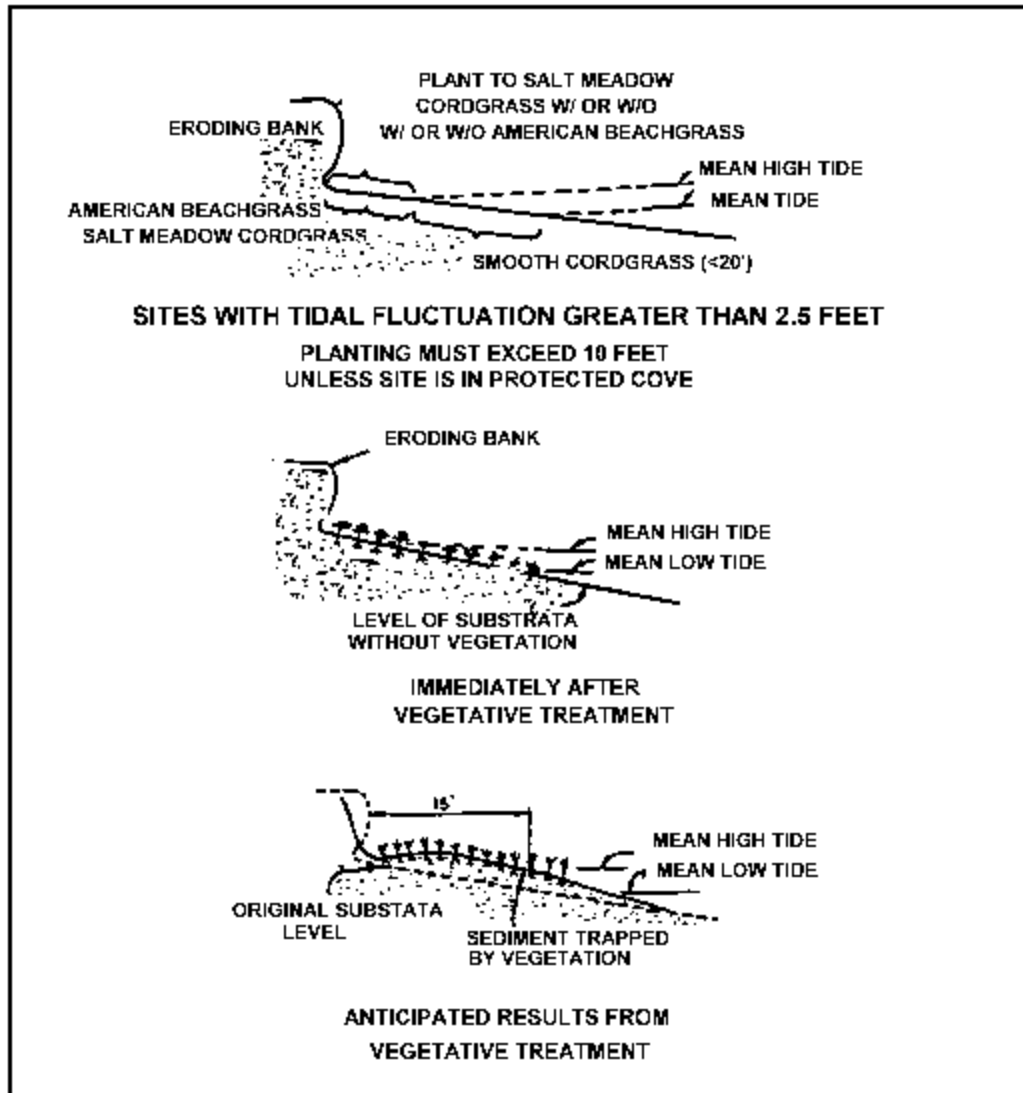 PLANT TO SALT MEADOW
CORDGRASS W/ OR W/O
W/ OR W/O AMERICAN BEACHGRASS
ERODING BANK
MEAN HIGH TIDE
MEAN TIDE
AMERICAN BEACHGRASS
SALT MEADOW CORDGRASS
SMOOTH CORDGRASS (<20')
SITES WITH TIDAL FLUCTUATION GREATER THAN 2.5 FEET
PLANTING MUST EXCEED 10 FEET
UNLESS SITE IS IN PROTECTED COVE
ERODING BANK
MEAN HIGH TIDE
MEAN LOW TIDE
LEVEL OF SUBSTRATA
WITHOUT VEGETATION
IMMEDIATELY AFTER
VEGETATIVE TREATMENT
15'
MEAN HIGH TIDE
MEAN LOW TIDE
ORIGINAL SUBSTATA
LEVEL
SEDIMENT TRAPPED
BY VEGETATION
ANTICIPATED RESULTS FROM
VEGETATIVE TREATMENT